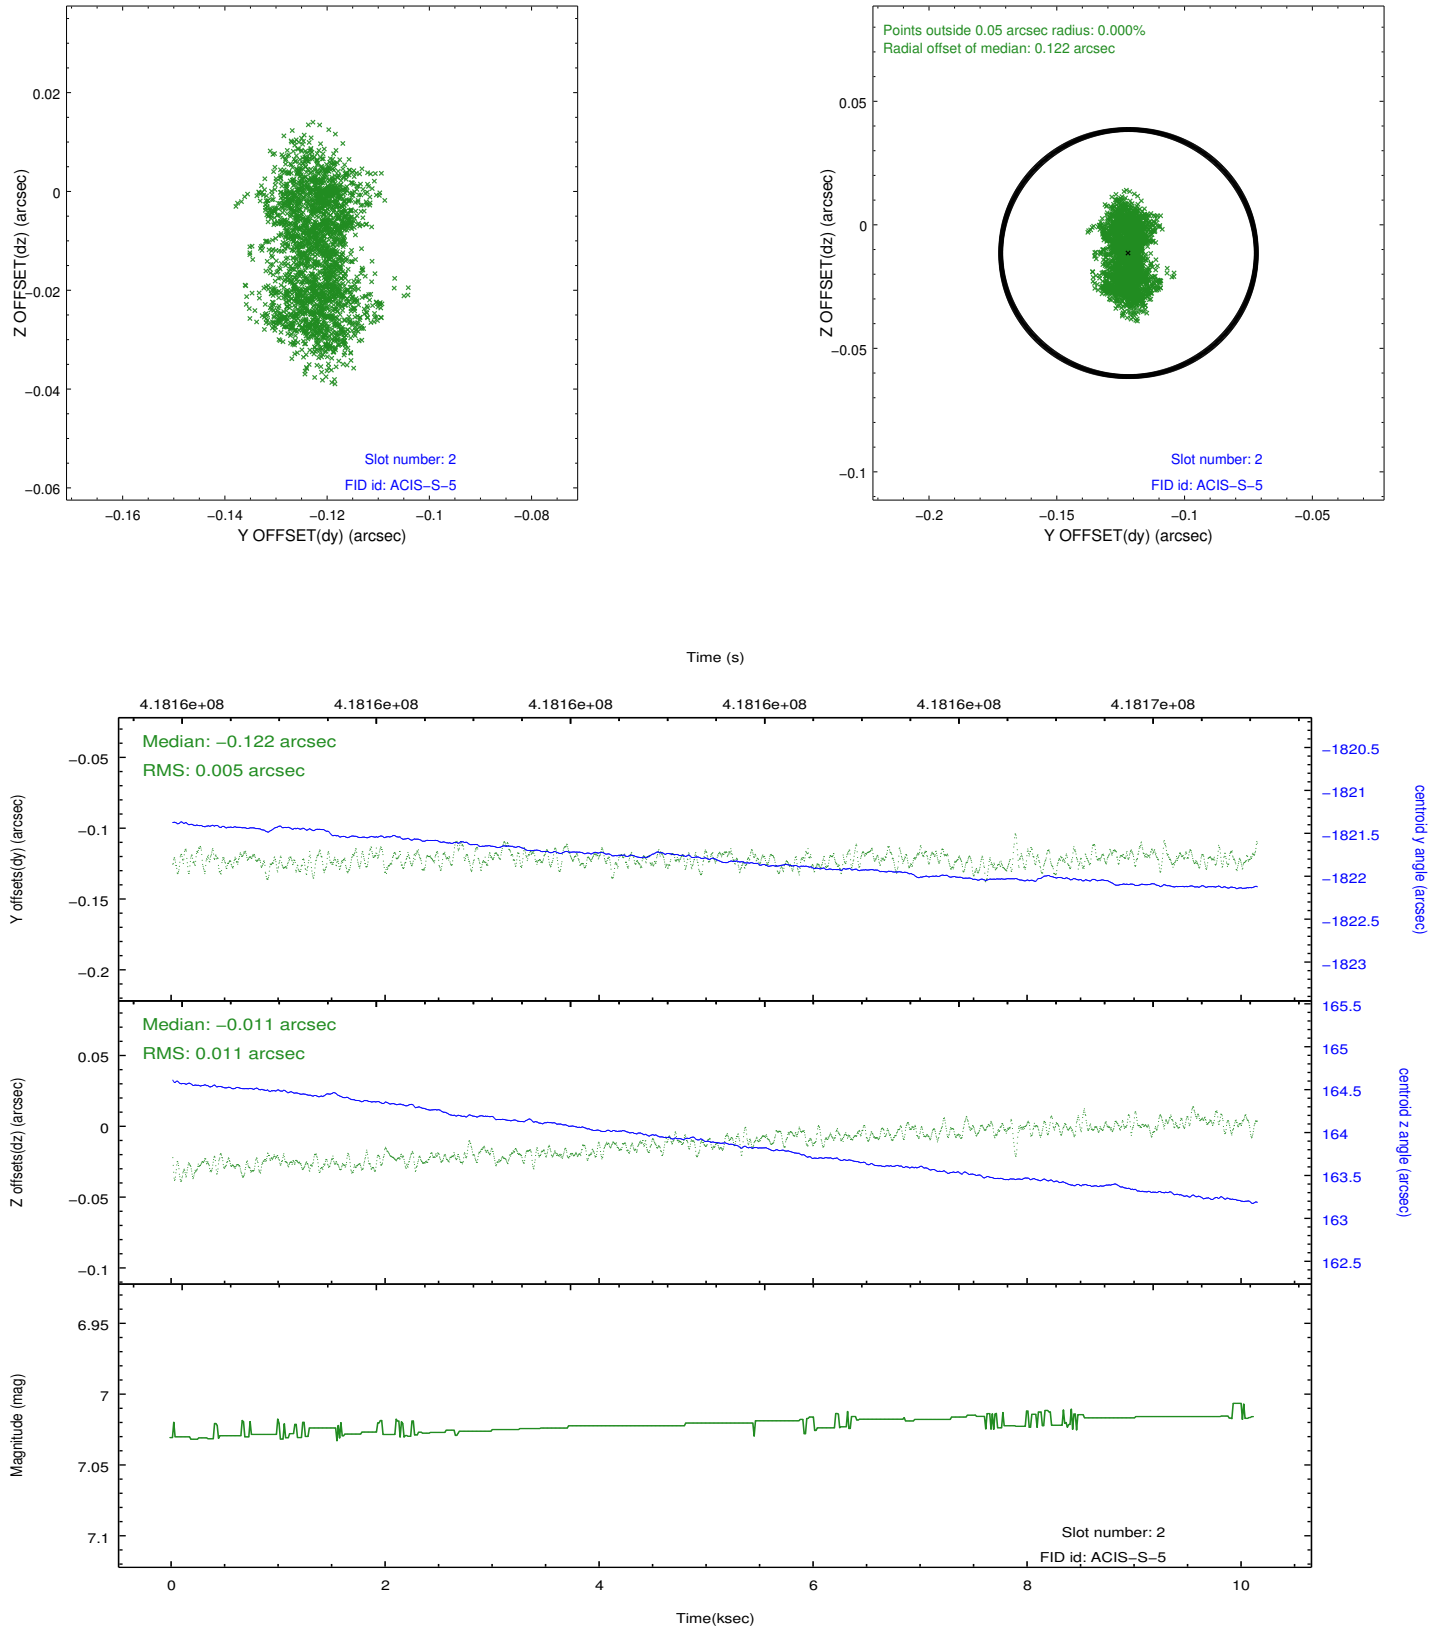 0.02
0
−0.02
−0.04
−0.06
Z OFFSET(dz) (arcsec)
Slot number: 2
FID id: ACIS−S−5
−0.16 −0.14 −0.12 −0.1 −0.08
Y OFFSET(dy) (arcsec)
Points outside 0.05 arcsec radius: 0.000%
Radial offset of median: 0.122 arcsec
0.05
0
−0.05
−0.1
Z OFFSET(dz) (arcsec)
Slot number: 2
FID id: ACIS−S−5
−0.2 −0.15 −0.1 −0.05
Y OFFSET(dy) (arcsec)
Time (s)
4.1816e+08 4.1816e+08 4.1816e+08 4.1816e+08 4.1816e+08 4.1817e+08
Median: −0.122 arcsec
RMS: 0.005 arcsec
−0.05
−0.1
−0.15
−0.2
Y offsets(dy) (arcsec)
−1820.5
−1821
−1821.5
−1822
−1822.5
−1823
centroid y angle (arcsec)
Median: −0.011 arcsec
RMS: 0.011 arcsec
0.05
0
−0.05
−0.1
Z offsets(dz) (arcsec)
165.5
165
164.5
164
163.5
163
162.5
centroid z angle (arcsec)
6.95
7
7.05
7.1
Magnitude (mag)
Slot number: 2
FID id: ACIS−S−5
0 2 4 6 8 10
Time(ksec)